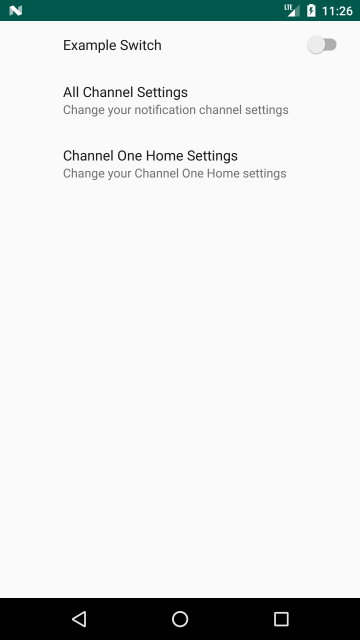 LTE 11:26
Example Switch
All Channel Settings
Change your notification channel settings
Channel One Home Settings
Change your Channel One Home settings